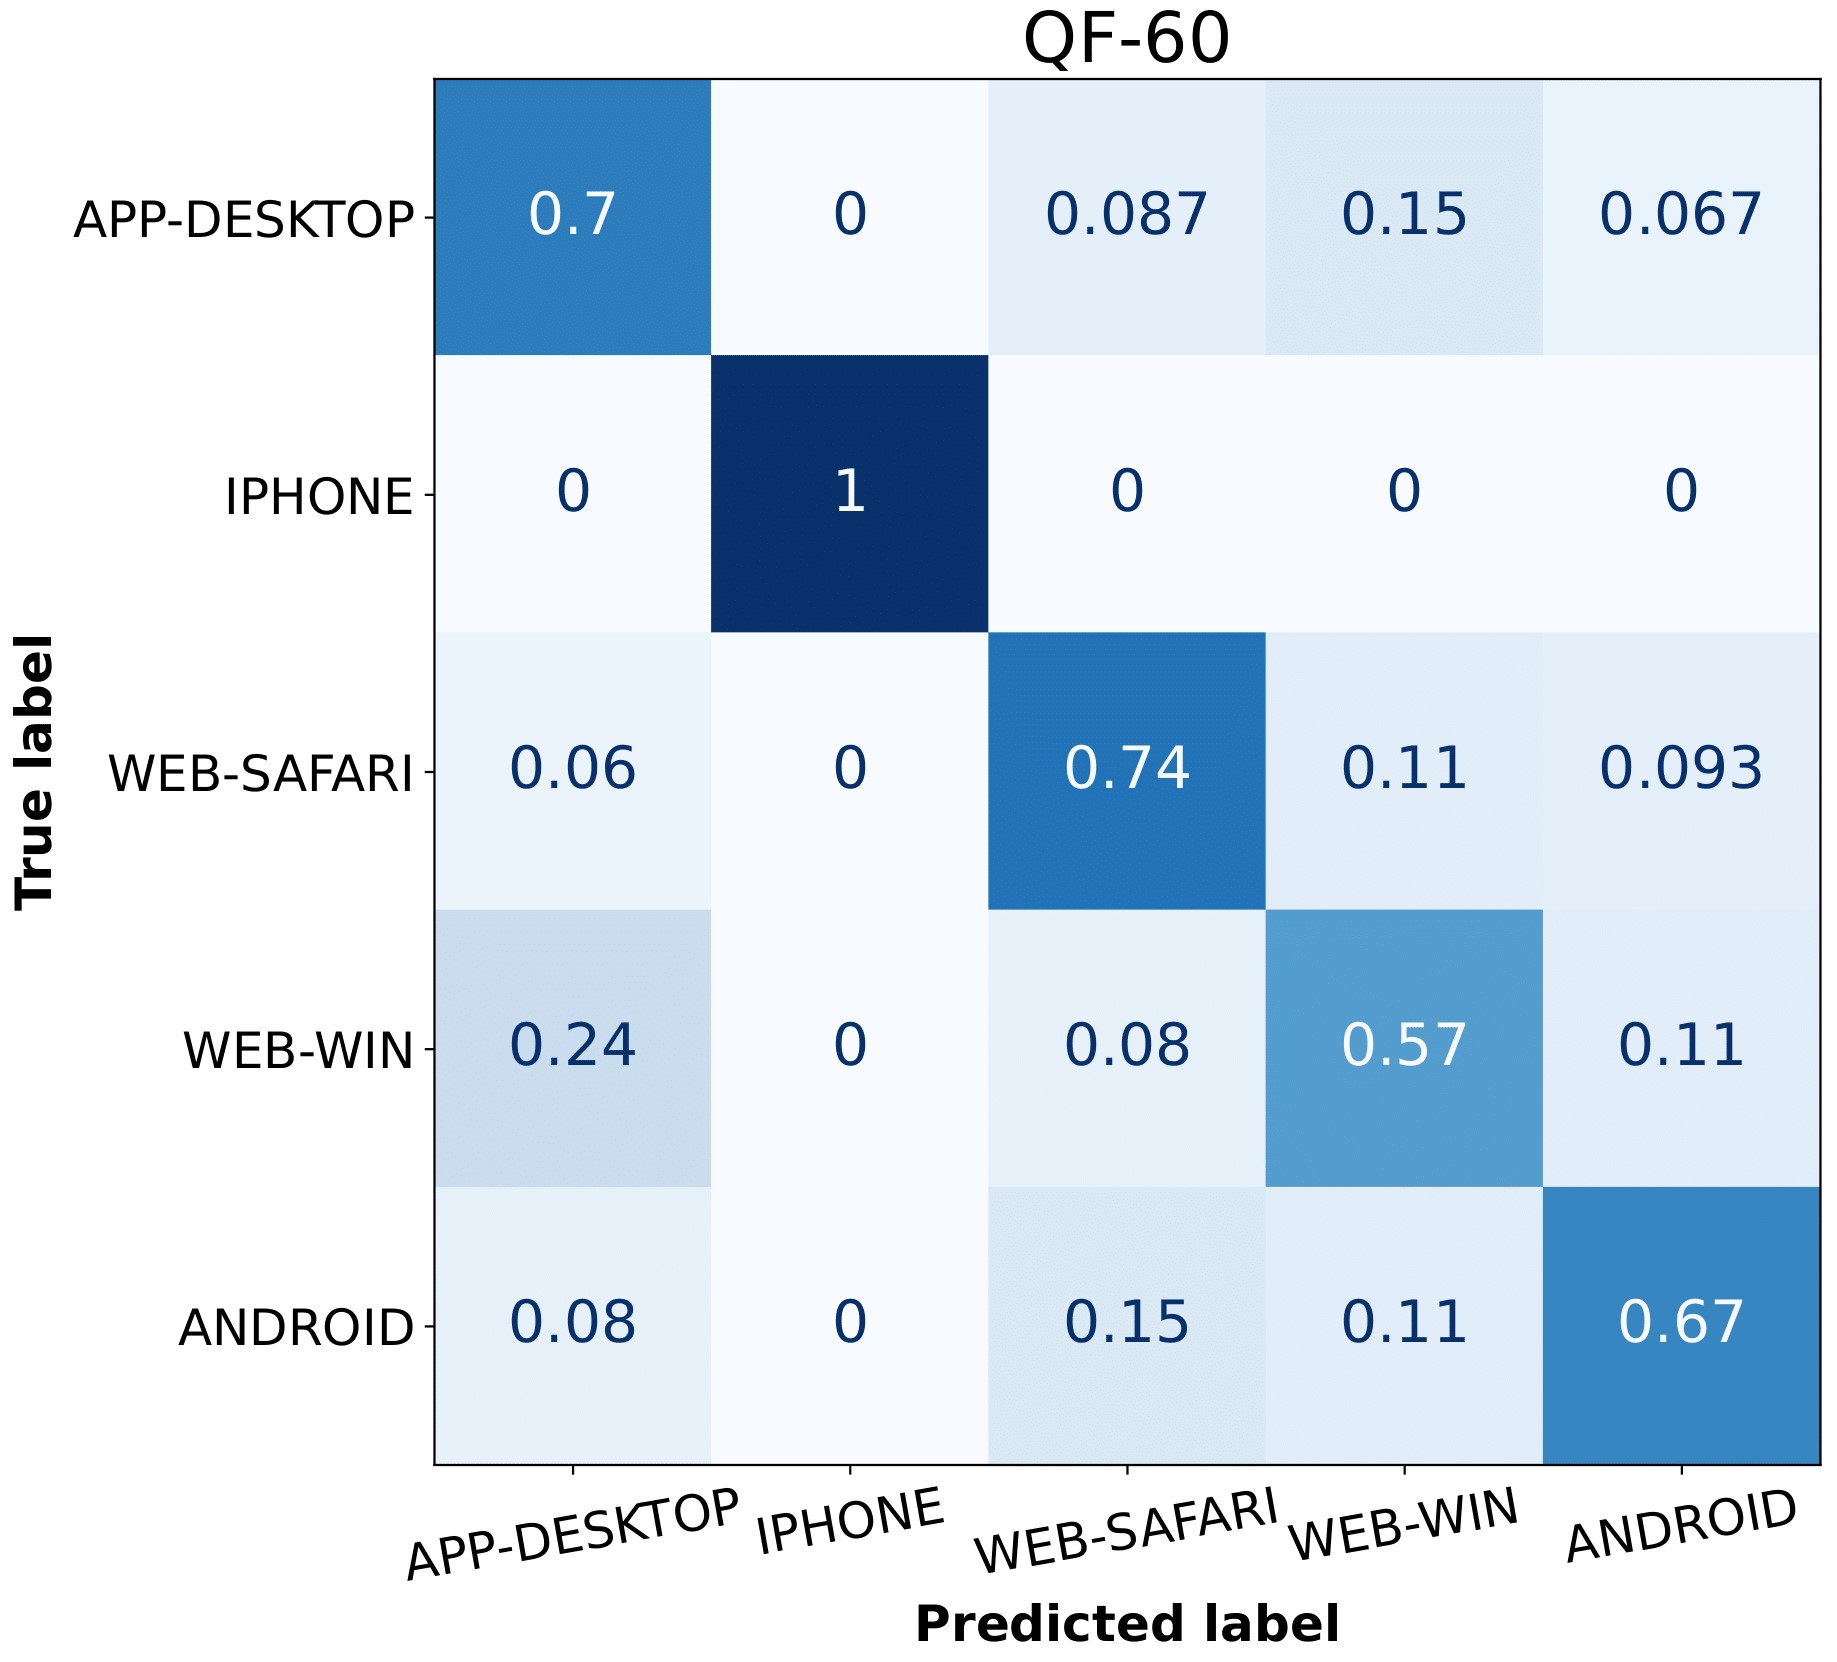 QF-60
True label
APP-DESKTOP 0.7 0 0.087 0.15 0.067
IPHONE 0 1 0 0 0
WEB-SAFARI 0.06 0 0.74 0.11 0.093
WEB-WIN 0.24 0 0.08 0.57 0.11
ANDROID 0.08 0 0.15 0.11 0.67
APP-DESKTOP IPHONE WEB-SAFARI WEB-WIN ANDROID
Predicted label